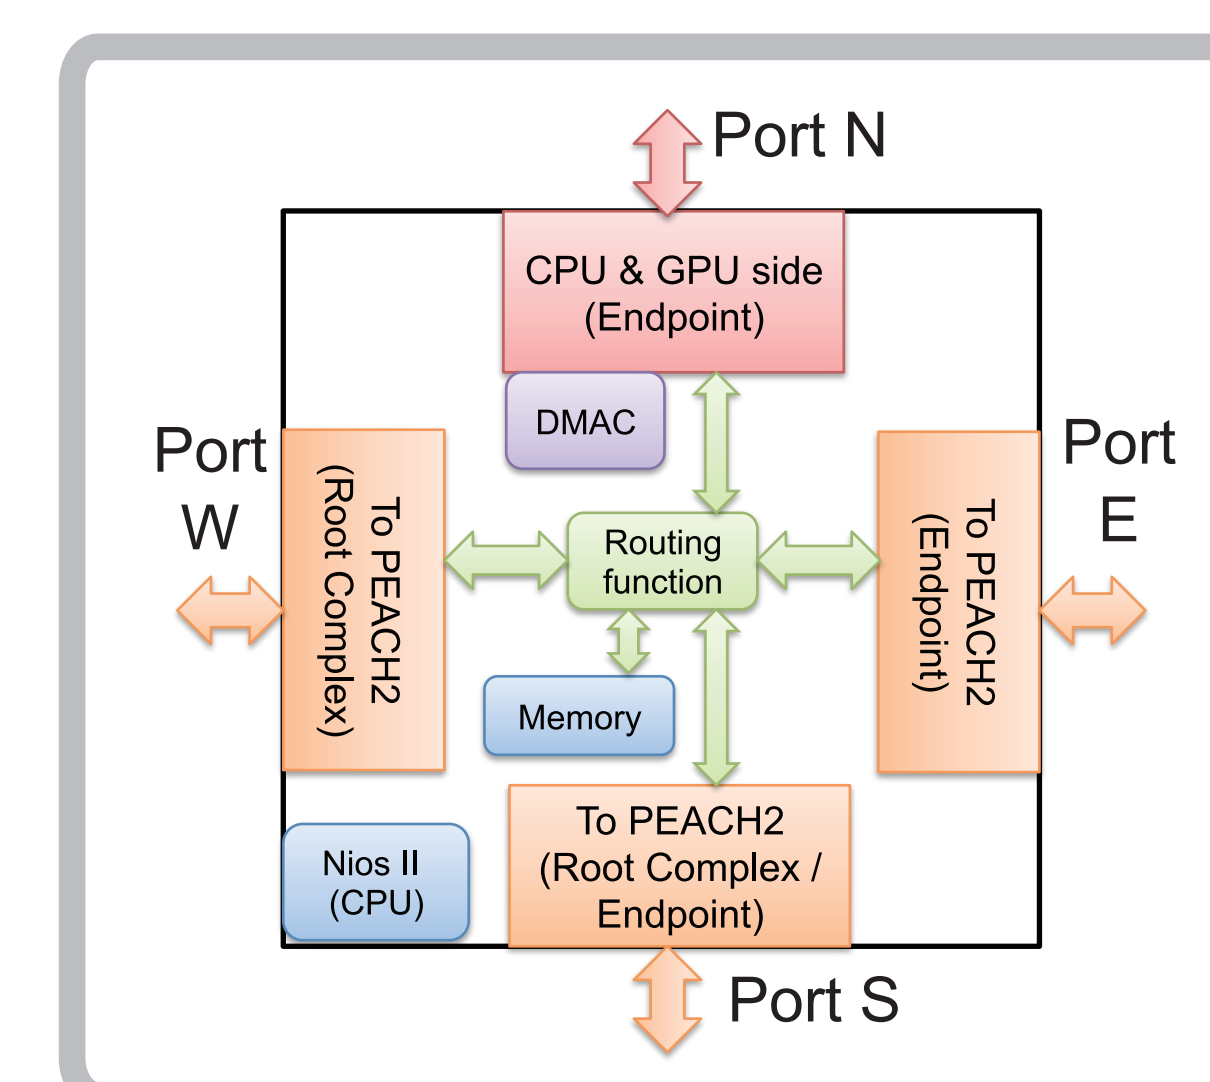 Port N
CPU & GPU side
(Endpoint)
DMAC
Port
W
To PEACH2
(Root Complex)
Routing
function
To PEACH2
(Endpoint)
Port
E
Memory
Nios II
(CPU)
To PEACH2
(Root Complex /
Endpoint)
Port S